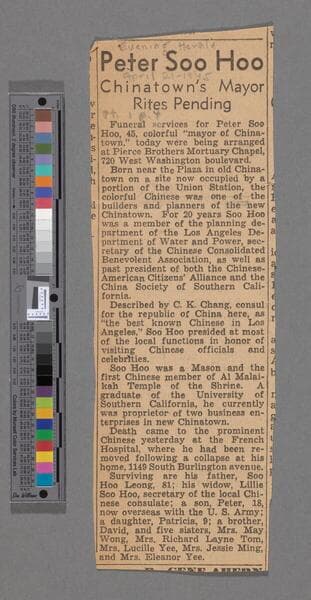 Evening Herald
April 21-1945
Pt. 1 p. 4
Peter Soo Hoo
Chinatown's Mayor
Rites Pending
Funeral services for Peter Soo
Hoo, 45, colorful "mayor of China-
town," today were being arranged
at Pierce Brothers Mortuary Chapel,
720 West Washington boulevard.
Born near the Plaza in old China-
town on a site now occupied by a
portion of the Union Station, the
colorful Chinese was one of the
builders and planners of the new
Chinatown. For 20 years Soo Hoo
was a member of the planning de-
partment of the Los Angeles De-
partment of Water and Power, sec-
retary of the Chinese Consolidated
Benevolent Association, as well as
past president of both the Chinese-
American Citizens' Alliance and the
China Society of Southern Cali-
fornia.
Described by C. K. Chang, consul
for the republic of China here, as
"the best known Chinese in Los
Angeles," Soo Hoo presided at most
of the local functions in honor of
visiting Chinese officials and
celebrities.
Soo Hoo was a Mason and the
first Chinese member of Al Malai-
kah Temple of the Shrine. A
graduate of the University of
Southern California, he currently
was proprietor of two business en-
terprises in new Chinatown.
Death came to the prominent
Chinese yesterday at the French
Hospital, where he had been re-
moved following a collapse at his
home, 1149 South Burlington avenue.
Surviving are his father, Soo
Hoo Leong, 81; his widow, Lillie
Soo Hoo, secretary of the local Chi-
nese consulate; a son, Peter, 18,
now overseas with the U. S. Army;
a daughter, Patricia, 9; a brother,
David, and five sisters, Mrs. May
Wong, Mrs. Richard Layne Tom,
Mrs. Lucille Yee, Mrs. Jessie Ming,
and Mrs. Eleanor Yee.